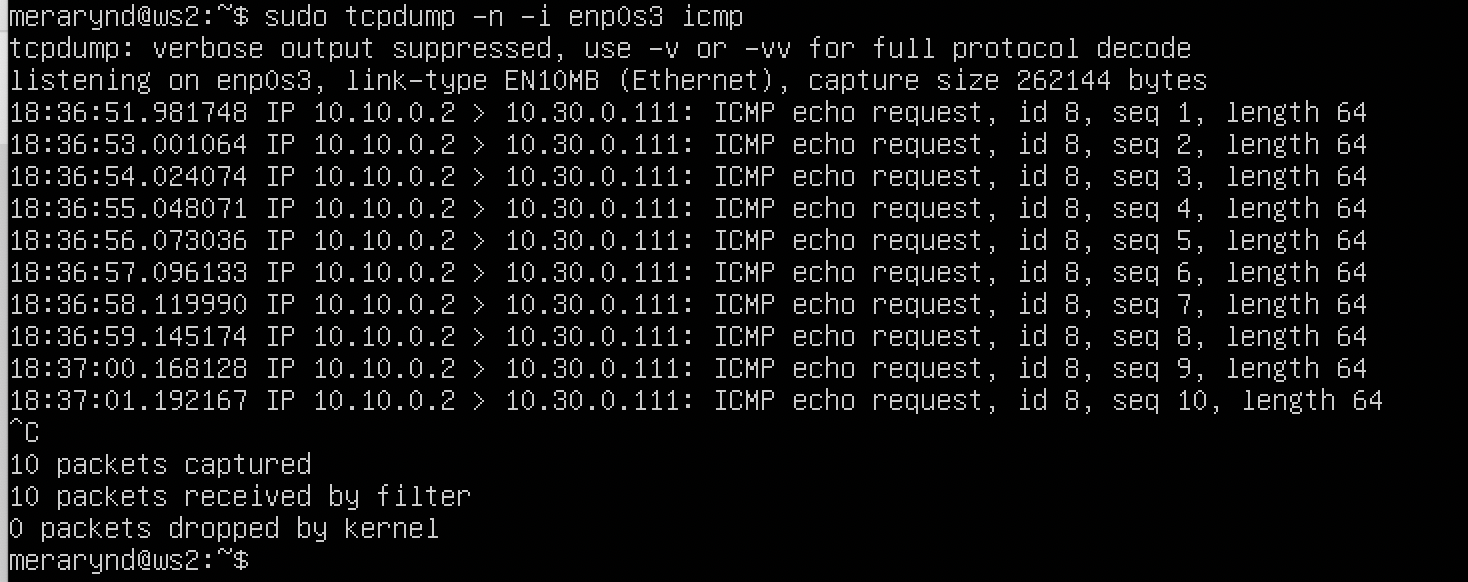 merarynd@ws2:~$ sudo tcpdump -n -i enp0s3 icmp
tcpdump: verbose output suppressed, use -v or -vv for full protocol decode
listening on enp0s3, link-type EN10MB (Ethernet), capture size 262144 bytes
18:36:51.981748 IP 10.10.0.2 > 10.30.0.111: ICMP echo request, id 8, seq 1, length 64
18:36:53.001064 IP 10.10.0.2 > 10.30.0.111: ICMP echo request, id 8, seq 2, length 64
18:36:54.024074 IP 10.10.0.2 > 10.30.0.111: ICMP echo request, id 8, seq 3, length 64
18:36:55.048071 IP 10.10.0.2 > 10.30.0.111: ICMP echo request, id 8, seq 4, length 64
18:36:56.073036 IP 10.10.0.2 > 10.30.0.111: ICMP echo request, id 8, seq 5, length 64
18:36:57.096133 IP 10.10.0.2 > 10.30.0.111: ICMP echo request, id 8, seq 6, length 64
18:36:58.119990 IP 10.10.0.2 > 10.30.0.111: ICMP echo request, id 8, seq 7, length 64
18:36:59.145174 IP 10.10.0.2 > 10.30.0.111: ICMP echo request, id 8, seq 8, length 64
18:37:00.168128 IP 10.10.0.2 > 10.30.0.111: ICMP echo request, id 8, seq 9, length 64
18:37:01.192167 IP 10.10.0.2 > 10.30.0.111: ICMP echo request, id 8, seq 10, length 64
^C
10 packets captured
10 packets received by filter
0 packets dropped by kernel
merarynd@ws2:~$